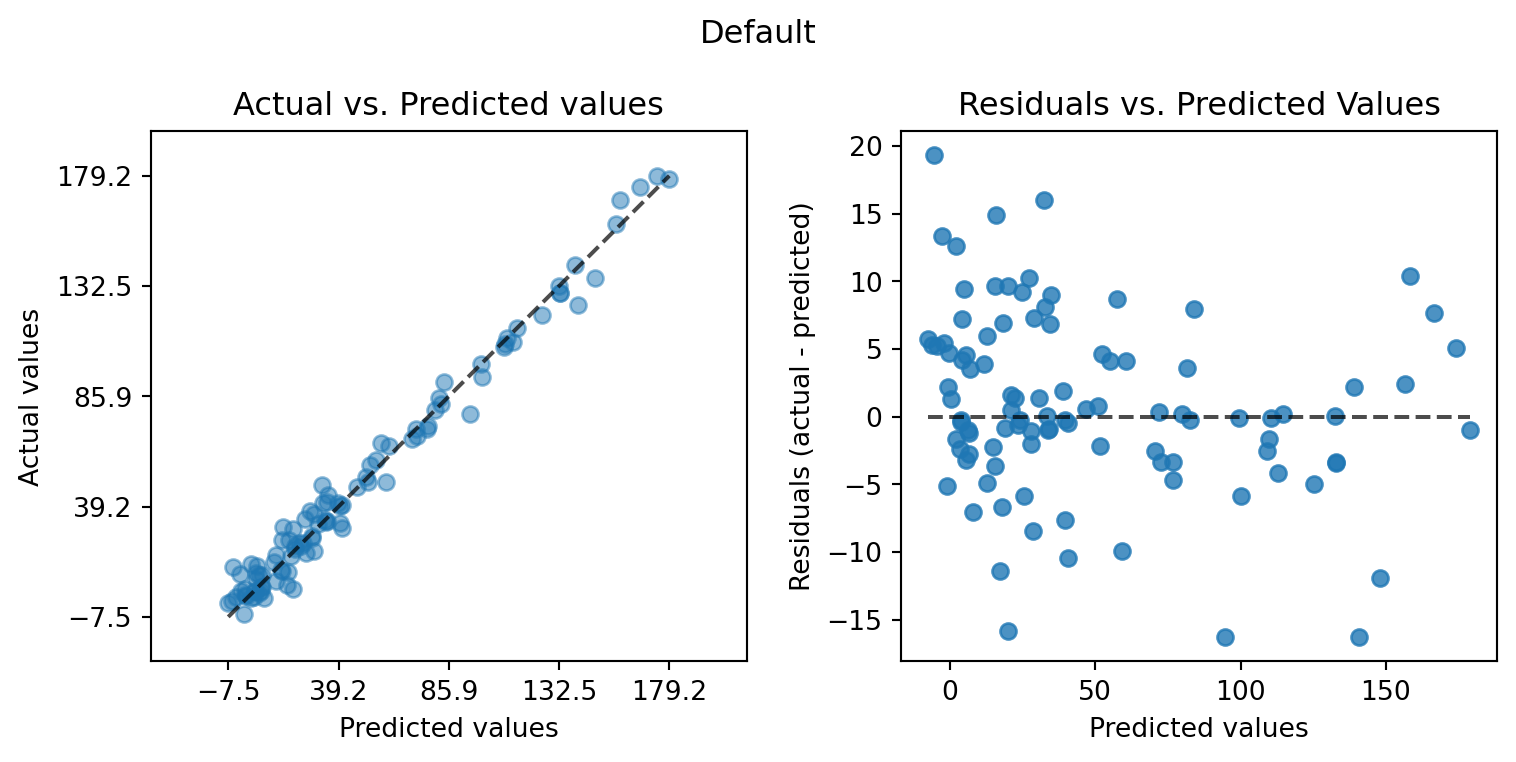 Default
Actual vs. Predicted values
Actual values
179.2
132.5
85.9
39.2
−7.5
−7.5 39.2 85.9 132.5 179.2
Predicted values
Residuals vs. Predicted Values
Residuals (actual - predicted)
20
15
10
5
0
−5
−10
−15
0 50 100 150
Predicted values